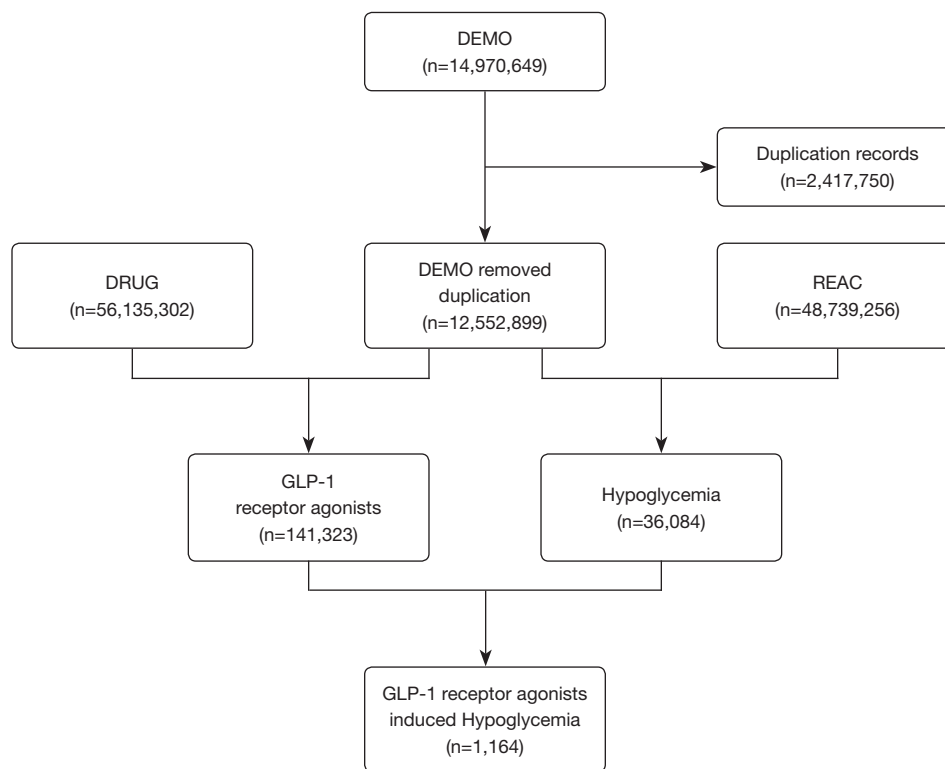 DEMO
(n=14,970,649)
Duplication records
(n=2,417,750)
DRUG
(n=56,135,302)
DEMO removed
duplication
(n=12,552,899)
REAC
(n=48,739,256)
GLP-1
receptor agonists
(n=141,323)
Hypoglycemia
(n=36,084)
GLP-1 receptor agonists
induced Hypoglycemia
(n=1,164)